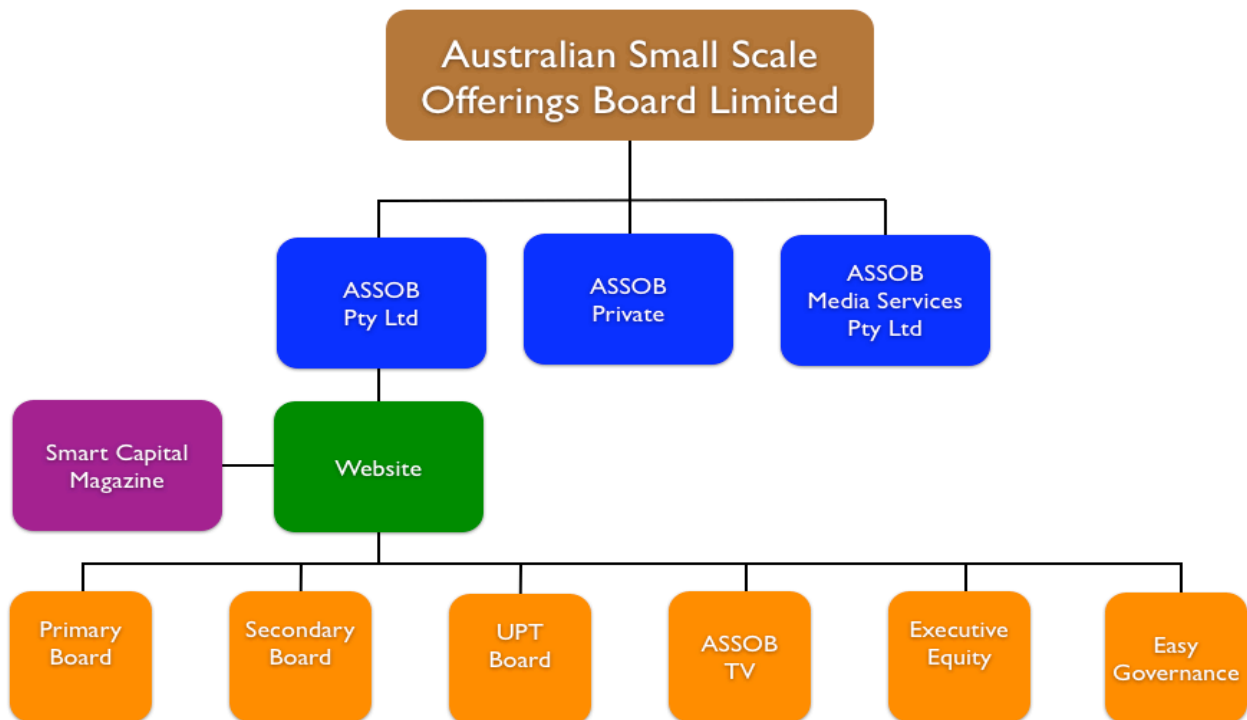 Australian Small Scale
Offerings Board Limited
ASSOB
Pty Ltd
ASSOB
Private
ASSOB
Media Services
Pty Ltd
Smart Capital
Magazine
Website
Primary
Board
Secondary
Board
UPT
Board
ASSOB
TV
Executive
Equity
Easy
Governance